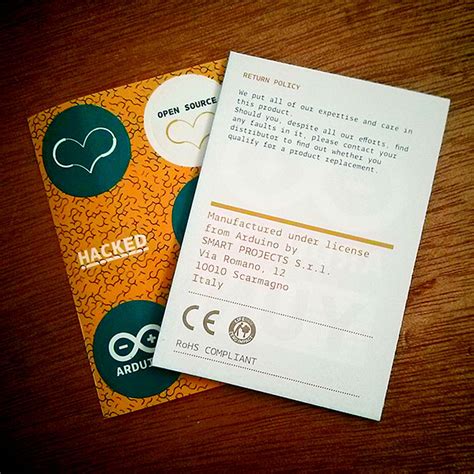 OPEN SOURCE
HACKED
ARDUI
RETURN POLICY
We put all of our expertise and care in
this product.
Should you, despite all our efforts, find
any faults in it, please contact your
distributor to find out whether you
qualify for a product replacement.
Manufactured under license
from Arduino by
SMART PROJECTS S.r.l.
Via Romano, 12
10010 Scarmagno
Italy
CE
RoHS COMPLIANT